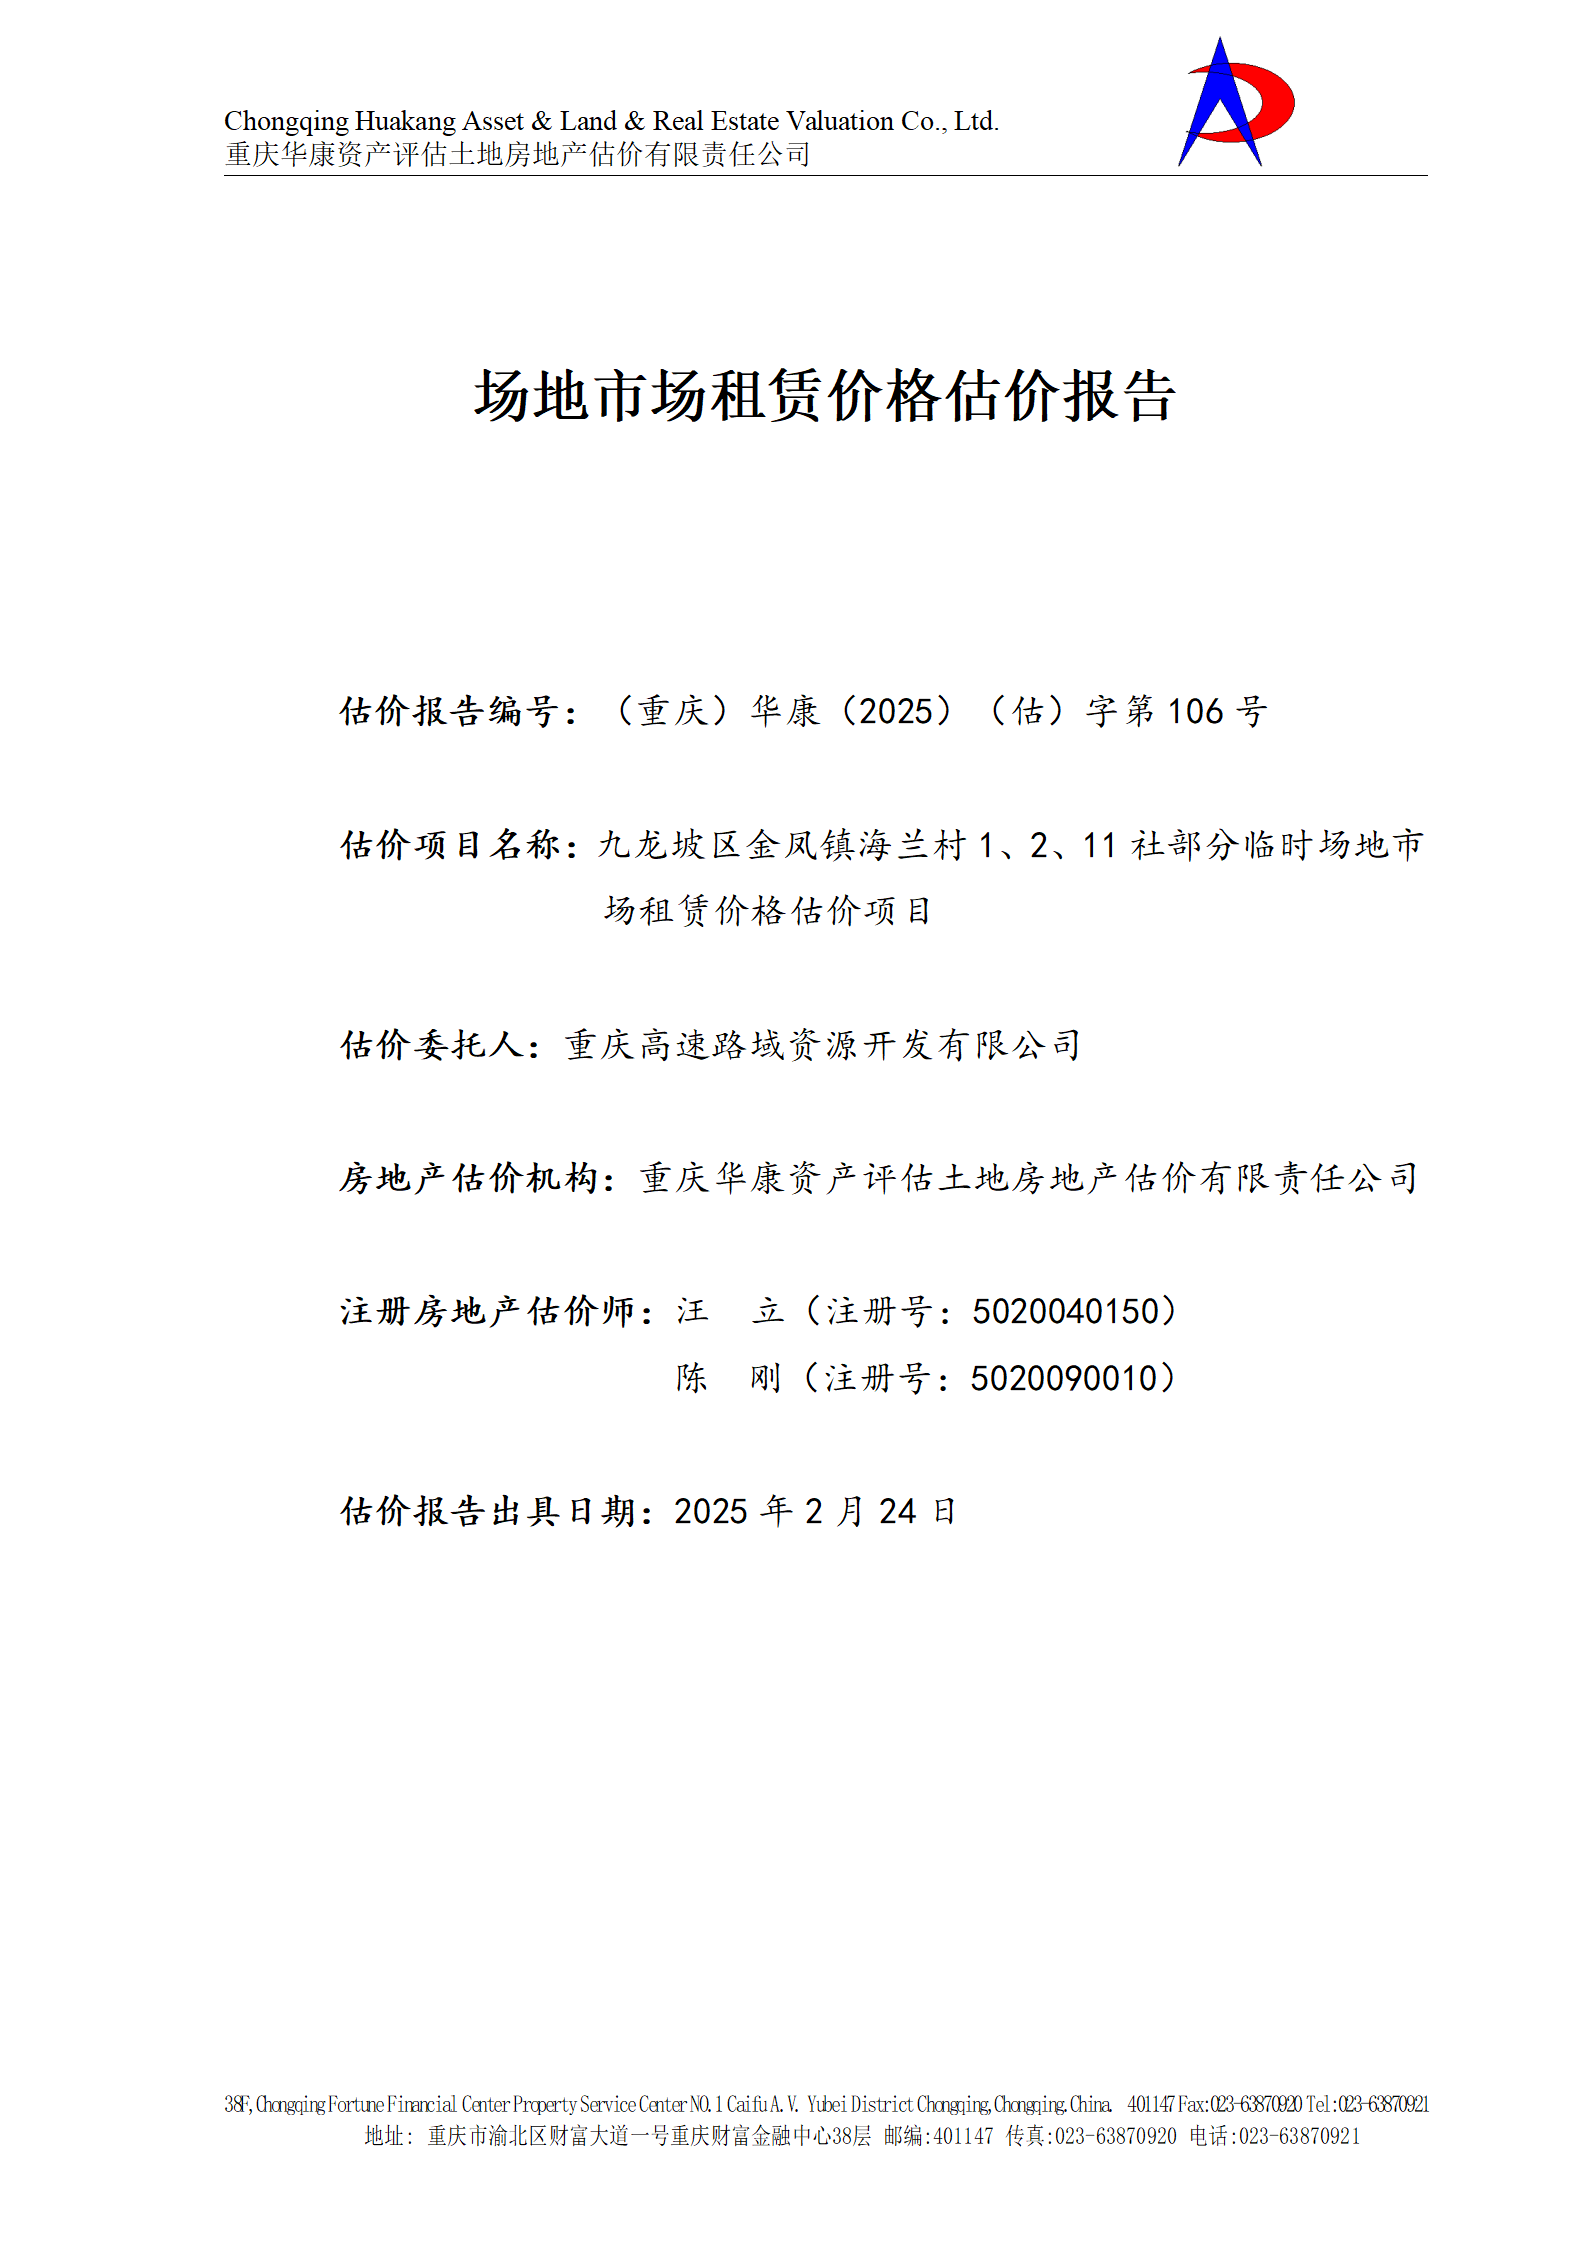 Chongqing Huakang Asset & Land & Real Estate Valuation Co., Ltd.
重庆华康资产评估土地房地产估价有限责任公司
场地市场租赁价格估价报告
估价报告编号：（重庆）华康（2025）（估）字第 106 号
估价项目名称：九龙坡区金凤镇海兰村 1、2、11 社部分临时场地市
场租赁价格估价项目
估价委托人：重庆高速路域资源开发有限公司
房地产估价机构：重庆华康资产评估土地房地产估价有限责任公司
注册房地产估价师：汪　立（注册号：5020040150）
陈　刚（注册号：5020090010）
估价报告出具日期：2025 年 2 月 24 日
38F, Chongqing Fortune Financial Center Property Service Center NO.1 Caifu A.V. Yubei District Chongqing, Chongqing. China. 401147 Fax:023-63870920 Tel:023-63870921
地址: 重庆市渝北区财富大道一号重庆财富金融中心38层 邮编:401147 传真:023-63870920 电话:023-63870921